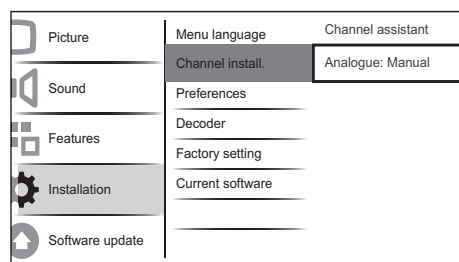 Picture
Sound
Features
Installation
Software update
Menu language
Channel install.
Preferences
Decoder
Factory setting
Current software
Channel assistant
Analogue: Manual